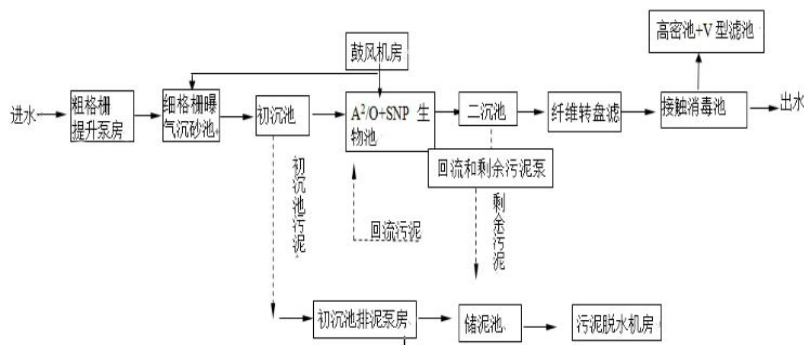 高密池+V 型滤池
鼓风机房
进水
粗格栅
提升泵房
细格栅曝
气沉砂池
初沉池
A²/O+SNP 生
物池
二沉池
纤维转盘滤
接触消毒池
出水
初沉池污泥
回流污泥
回流和剩余污泥泵
剩余污泥
初沉池排泥泵房
储泥池
污泥脱水机房